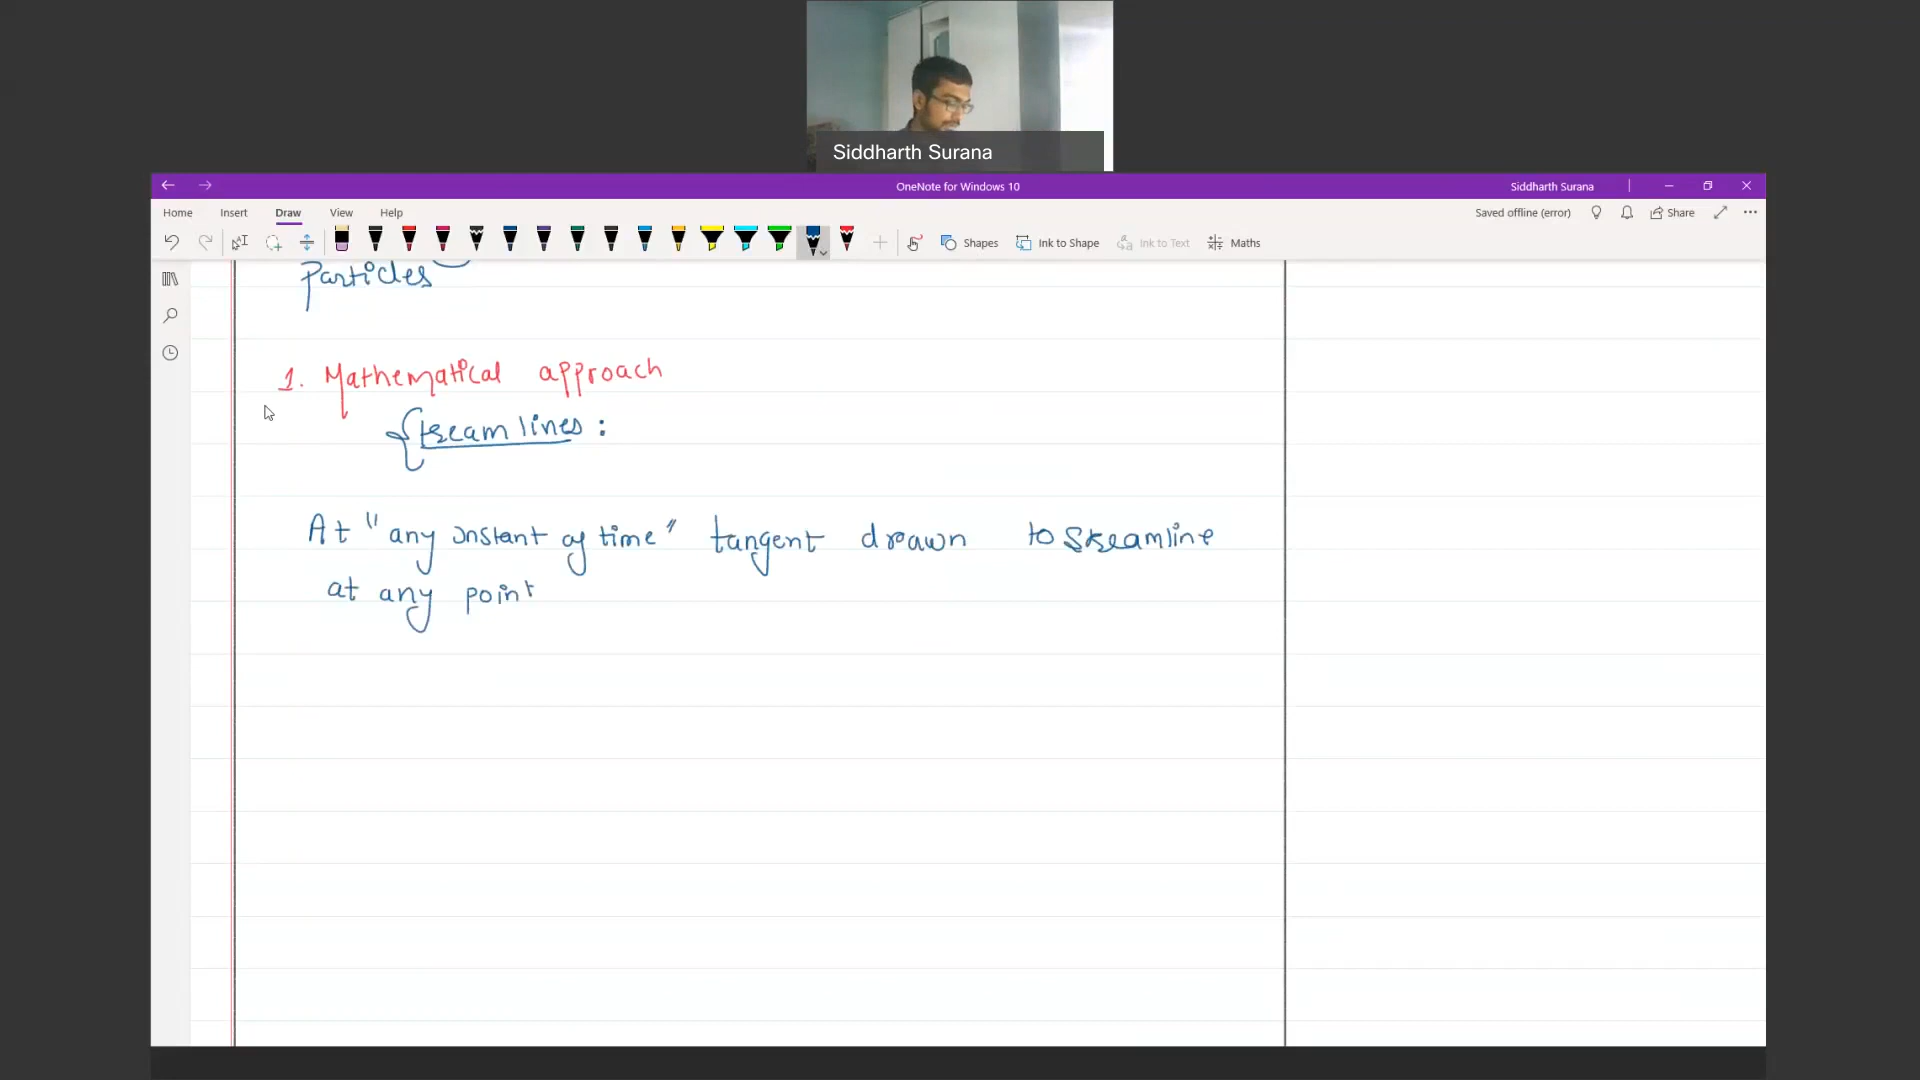 Siddharth Surana
OneNote for Windows 10
Siddharth Surana
Home Insert Draw View Help
Saved offline (error) Share
Shapes Ink to Shape Ink to Text Maths
Particles
1. Mathematical approach
Streamlines :
At "any instant of time" tangent drawn to streamline
at any point